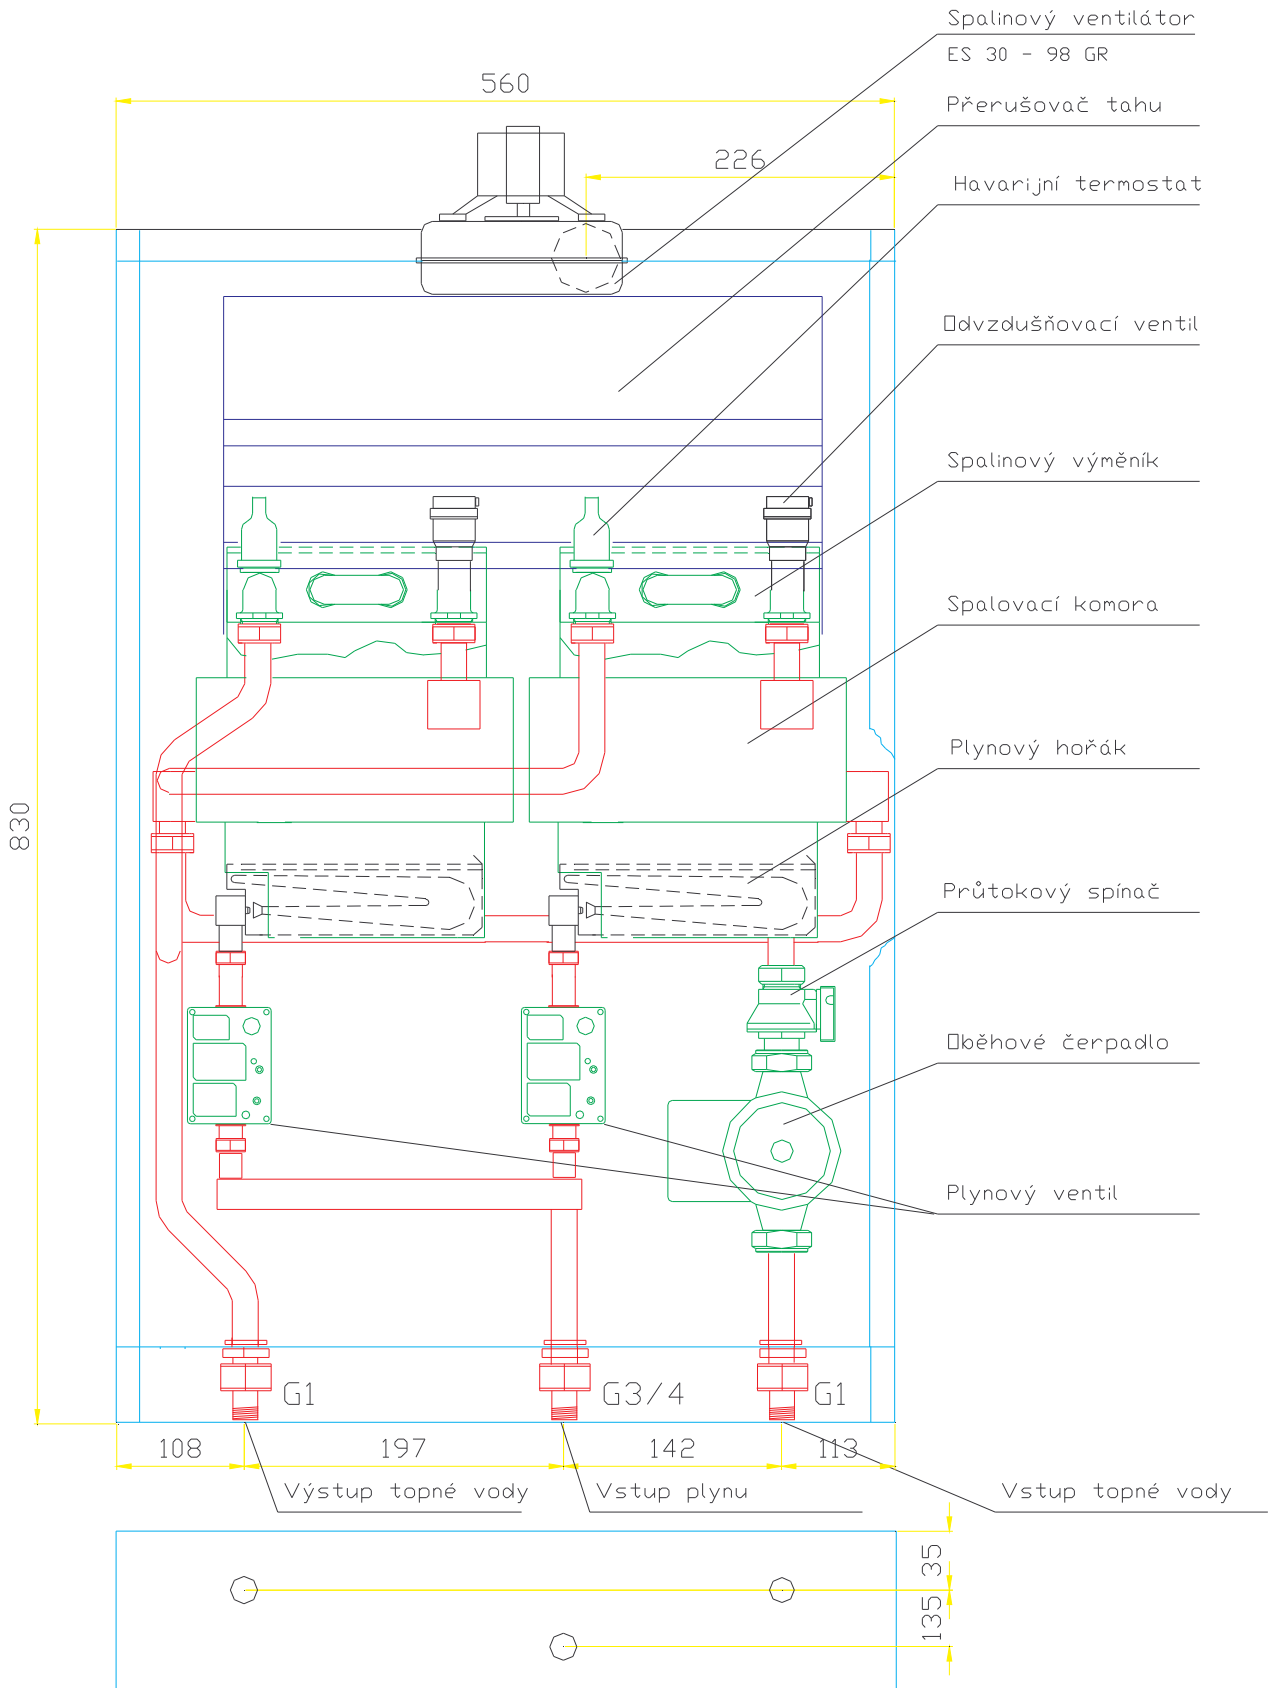 Spalinový ventilátor
ES 30 - 98 GR
560
Přerušovač tahu
226
Havarijní termostat
Odvzdušňovací ventil
Spalinový výměník
Spalovací komora
Plynový hořák
830
Průtokový spínač
Oběhové čerpadlo
Plynový ventil
G1
G3/4
G1
108
197
142
113
Výstup topné vody
Vstup plynu
Vstup topné vody
35
135